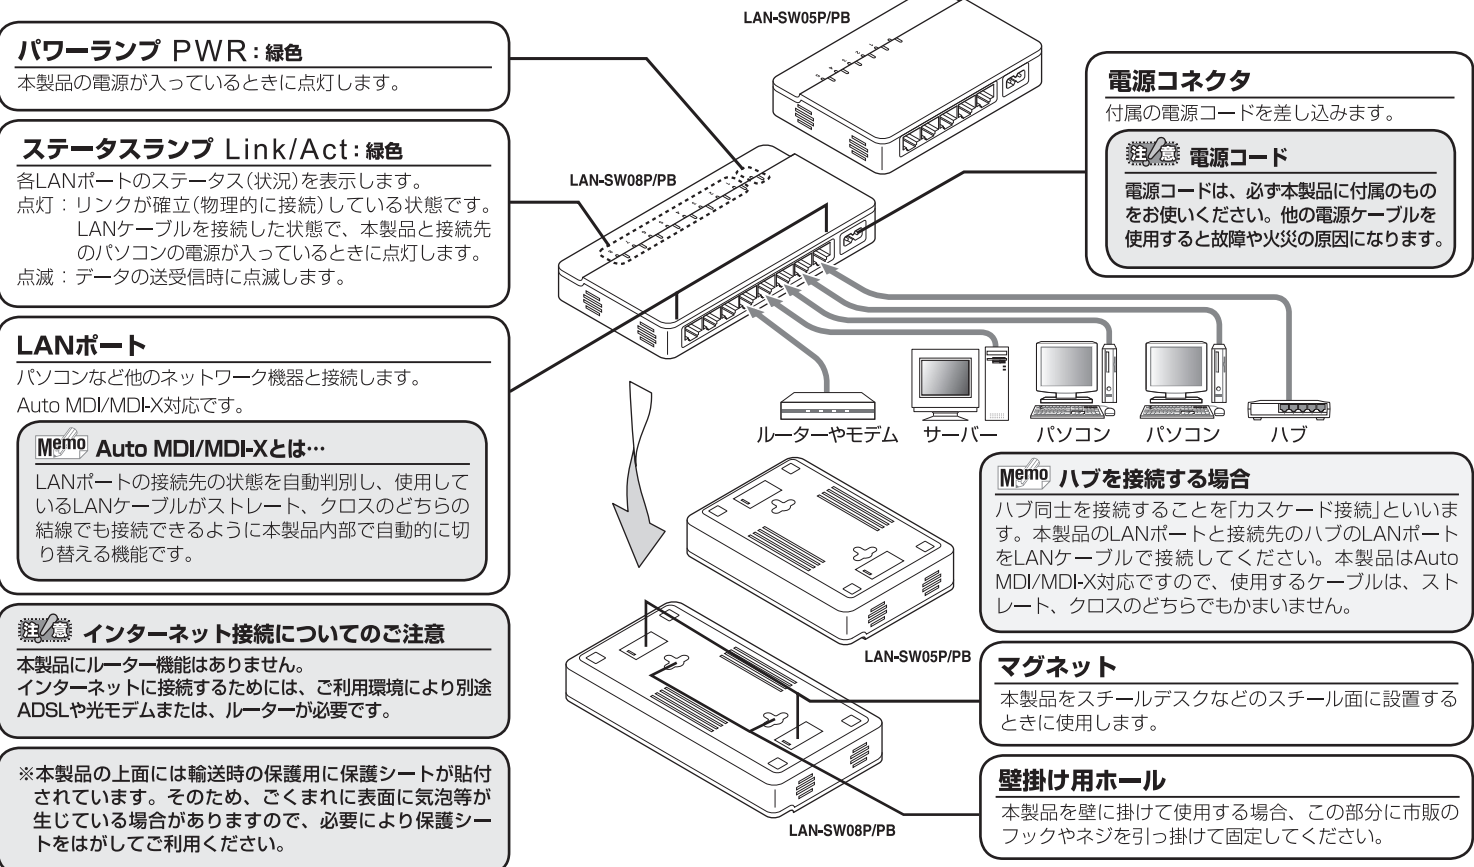 パワーランプ PWR：緑色
本製品の電源が入っているときに点灯します。
ステータスランプ Link/Act：緑色
各LANポートのステータス(状況)を表示します。
点灯：リンクが確立(物理的に接続)している状態です。
LANケーブルを接続した状態で、本製品と接続先
のパソコンの電源が入っているときに点灯します。
点滅：データの送受信時に点滅します。
LANポート
パソコンなど他のネットワーク機器と接続します。
Auto MDI/MDI-X対応です。
Memo Auto MDI/MDI-Xとは…
LANポートの接続先の状態を自動判別し、使用して
いるLANケーブルがストレート、クロスのどちらの
結線でも接続できるように本製品内部で自動的に切
り替える機能です。
注意 インターネット接続についてのご注意
本製品にルーター機能はありません。
インターネットに接続するためには、ご利用環境により別途
ADSLや光モデムまたは、ルーターが必要です。
※本製品の上面には輸送時の保護用に保護シートが貼付
されています。そのため、ごくまれに表面に気泡等が
生じている場合がありますので、必要により保護シー
トをはがしてご利用ください。
LAN-SW05P/PB
LAN-SW08P/PB
電源コネクタ
付属の電源コードを差し込みます。
注意 電源コード
電源コードは、必ず本製品に付属のもの
をお使いください。他の電源ケーブルを
使用すると故障や火災の原因になります。
ルーターやモデム サーバー パソコン パソコン ハブ
Memo ハブを接続する場合
ハブ同士を接続することを「カスケード接続」といいま
す。本製品のLANポートと接続先のハブのLANポート
をLANケーブルで接続してください。本製品はAuto
MDI/MDI-X対応ですので、使用するケーブルは、スト
レート、クロスのどちらでもかまいません。
LAN-SW05P/PB
マグネット
本製品をスチールデスクなどのスチール面に設置する
ときに使用します。
壁掛け用ホール
本製品を壁に掛けて使用する場合、この部分に市販の
フックやネジを引っ掛けて固定してください。
LAN-SW08P/PB